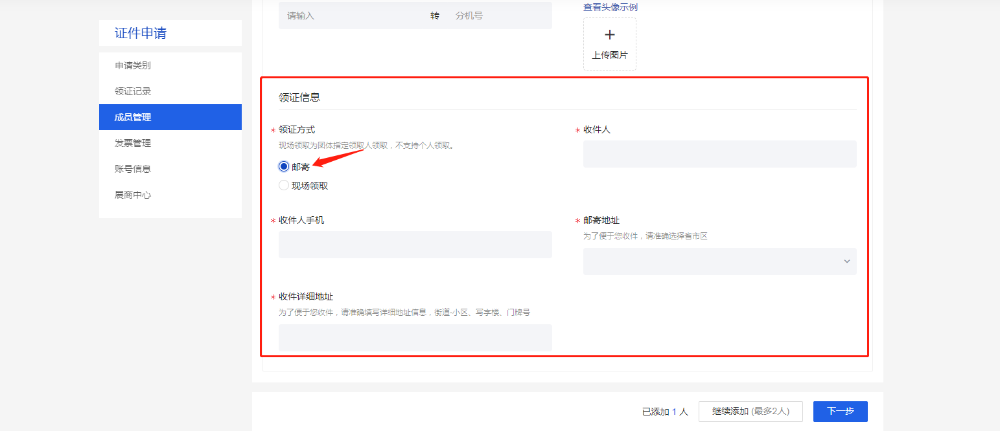 证件申请
申请类别
领证记录
成员管理
发票管理
账号信息
展商中心
请输入 转 分机号
查看头像示例
上传图片
领证信息
* 领证方式
现场领取为团体指定领取人领取，不支持个人领取。
邮寄
现场领取
* 收件人
* 收件人手机
* 邮寄地址
为了便于您收件，请准确选择省市区
* 收件详细地址
为了便于您收件，请准确填写详细地址信息，街道-小区、写字楼、门牌号
已添加 1 人
继续添加 (最多2人)
下一步